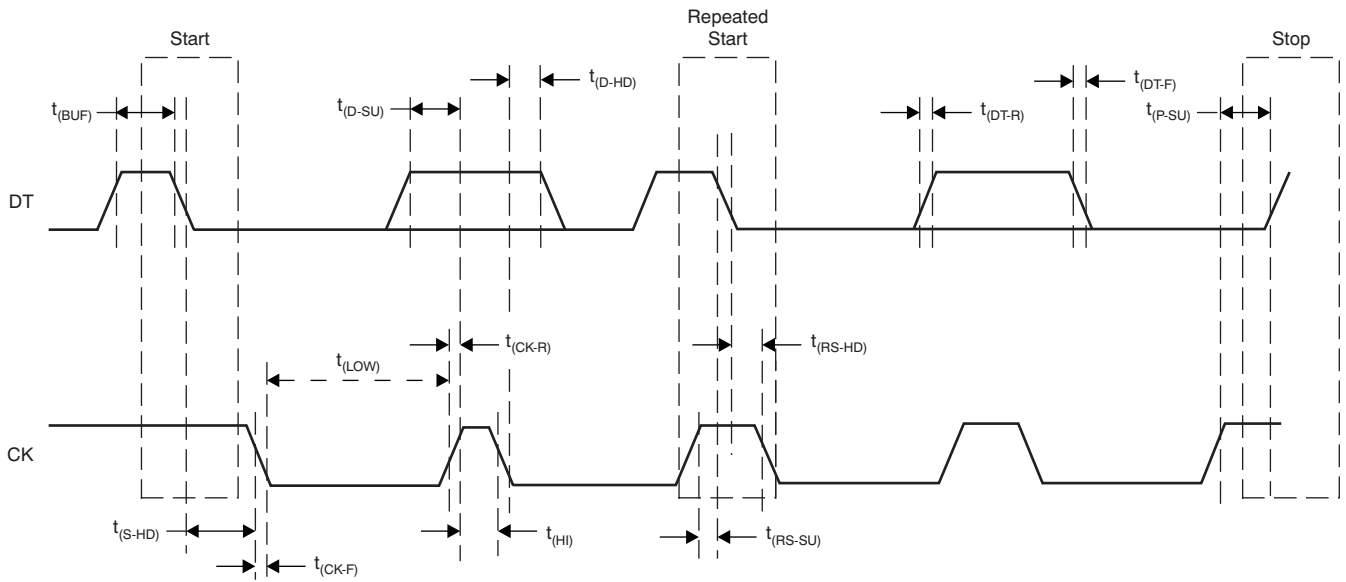 Repeated
Start
Start
Stop
t(D-HD)
t(DT-F)
t(BUF)
t(D-SU)
t(DT-R)
t(P-SU)
DT
t(CK-R)
t(RS-HD)
t(LOW)
CK
t(S-HD)
t(HI)
t(RS-SU)
t(CK-F)